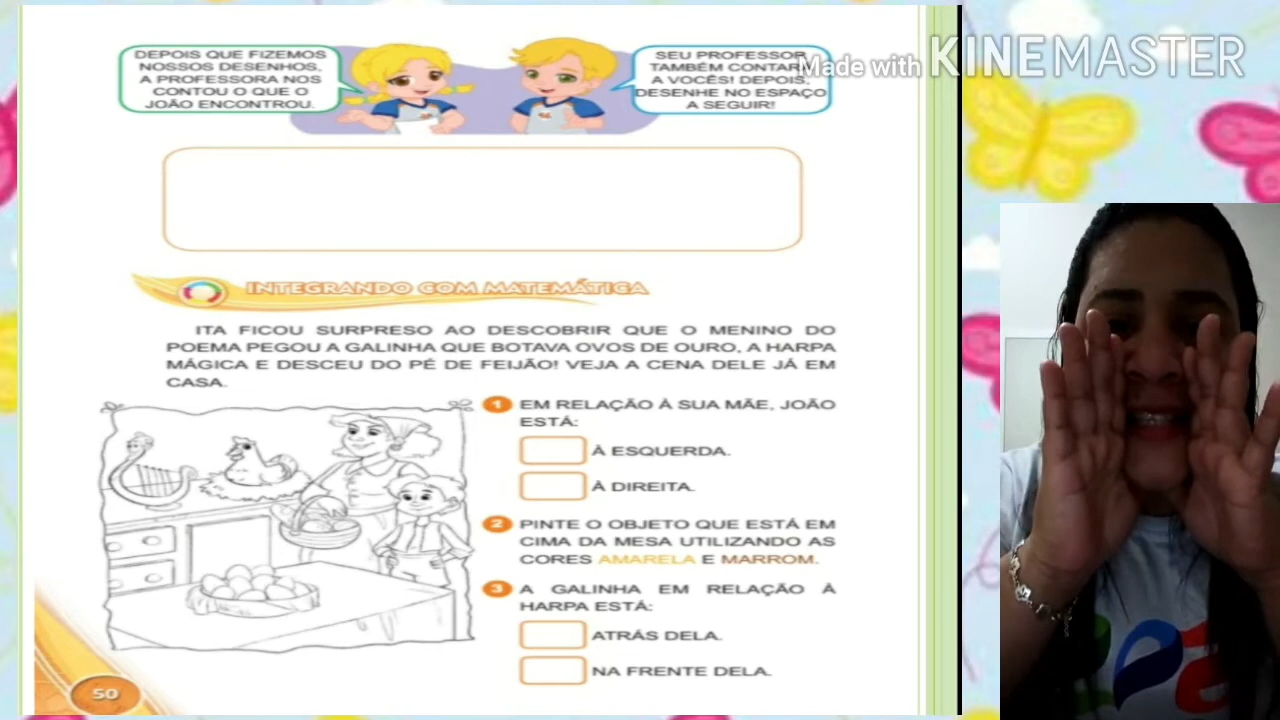 DEPOIS QUE FIZEMOS
NOSSOS DESENHOS,
A PROFESSORA NOS
CONTOU O QUE O
JOÃO ENCONTROU.
SEU PROFESSOR
TAMBÉM CONTARÁ
A VOCÊS! DEPOIS,
DESENHE NO ESPAÇO
A SEGUIR!
Made with KINEMASTER
INTEGRANDO COM MATEMÁTICA
ITA FICOU SURPRESO AO DESCOBRIR QUE O MENINO DO
POEMA PEGOU A GALINHA QUE BOTAVA OVOS DE OURO, A HARPA
MÁGICA E DESCEU DO PÉ DE FEIJÃO! VEJA A CENA DELE JÁ EM
CASA.
1 EM RELAÇÃO À SUA MÃE, JOÃO
ESTÁ:
À ESQUERDA.
À DIREITA.
2 PINTE O OBJETO QUE ESTÁ EM
CIMA DA MESA UTILIZANDO AS
CORES AMARELA E MARROM.
3 A GALINHA EM RELAÇÃO À
HARPA ESTÁ:
ATRÁS DELA.
NA FRENTE DELA.
50